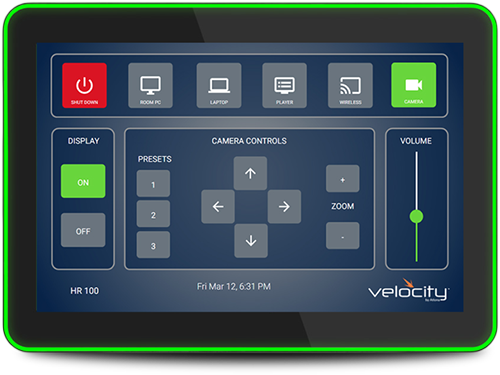 SHUT DOWN
ROOM PC
LAPTOP
PLAYER
WIRELESS
CAMERA
DISPLAY
ON
OFF
CAMERA CONTROLS
PRESETS
1
2
3
+
ZOOM
-
VOLUME
HR 100
Fri Mar 12, 6:31 PM
velocity
by Atlona